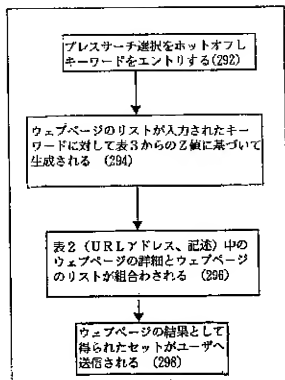 プレスサーチ選択をホットオフし
キーワードをエントリする(292)
ウェブページのリストが入力されたキー
ワードに対して表3からのZ値に基づいて
生成される (294)
表2(URLアドレス、記述)中の
ウェブページの詳細とウェブページ
のリストが組合わされる (296)
ウェブページの結果として
得られたセットがユーザへ
送信される (298)